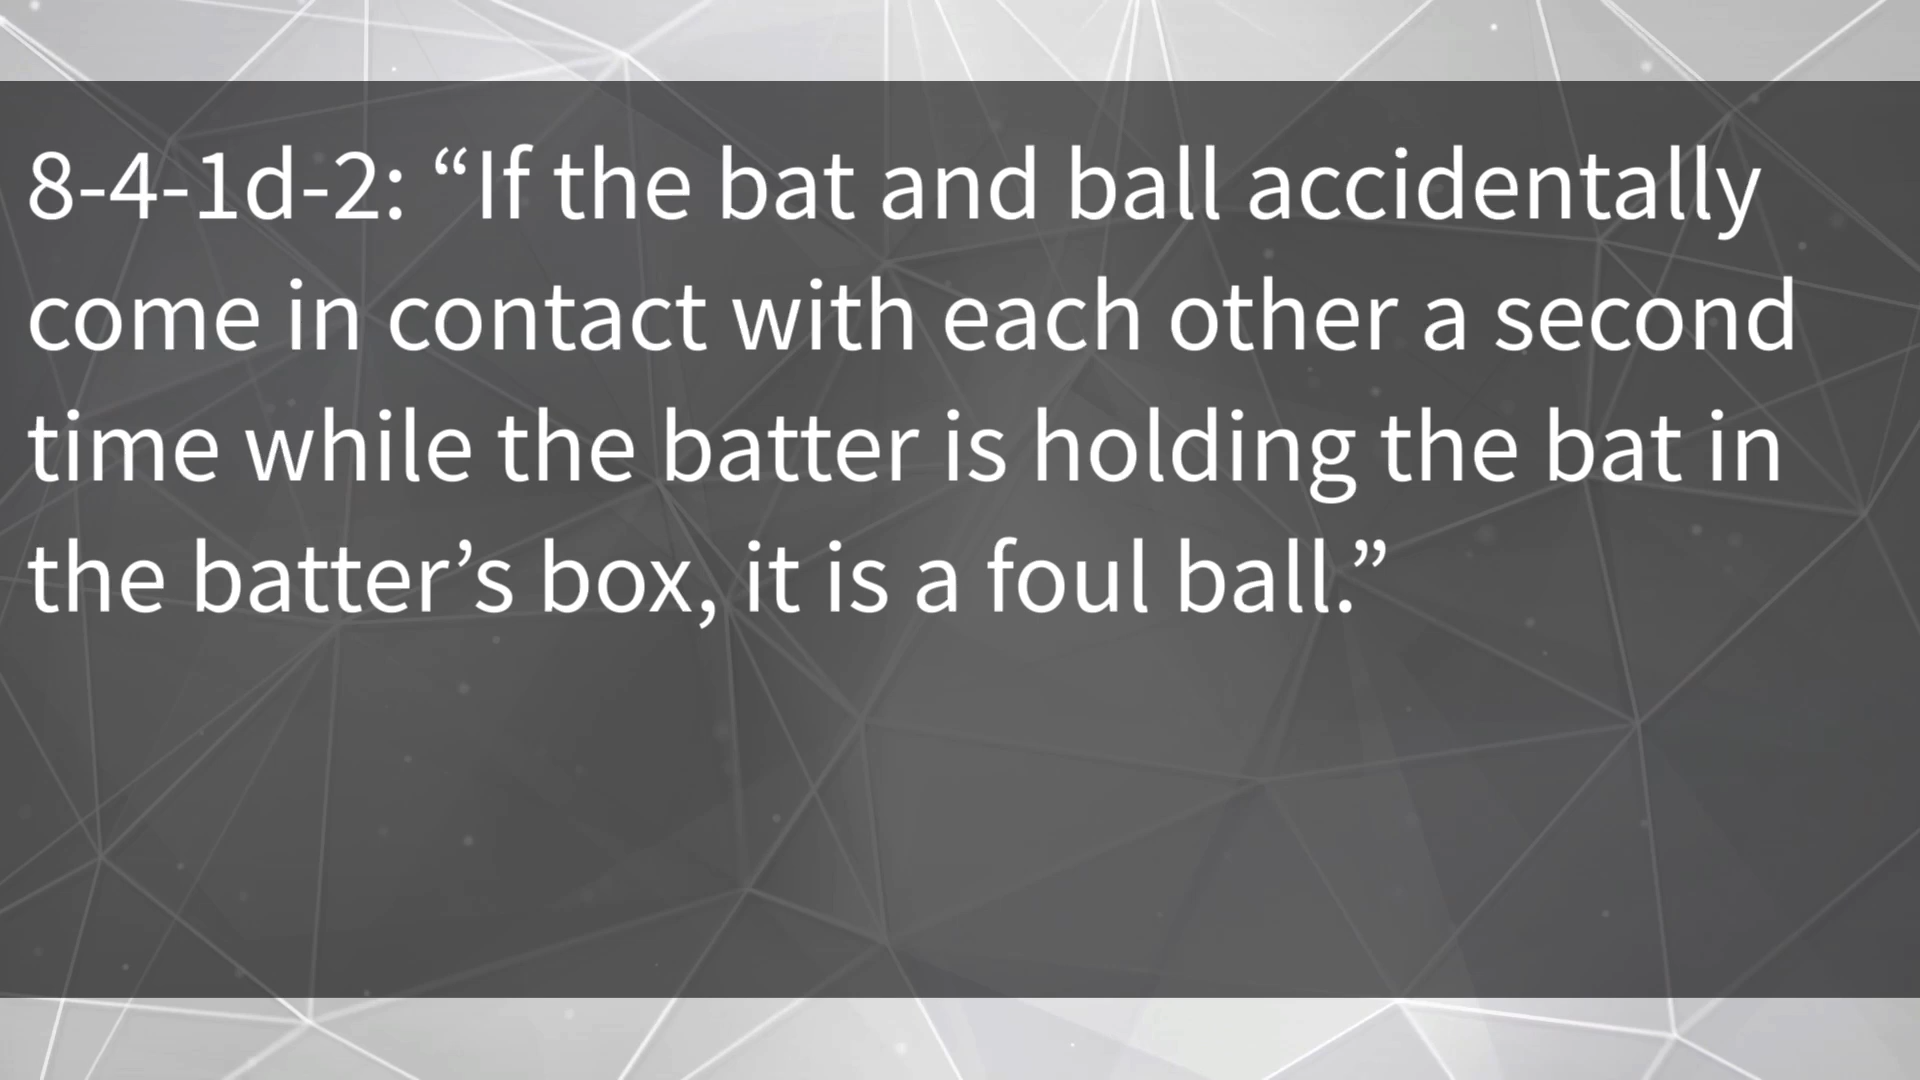 8-4-1d-2: “If the bat and ball accidentally
come in contact with each other a second
time while the batter is holding the bat in
the batter’s box, it is a foul ball.”